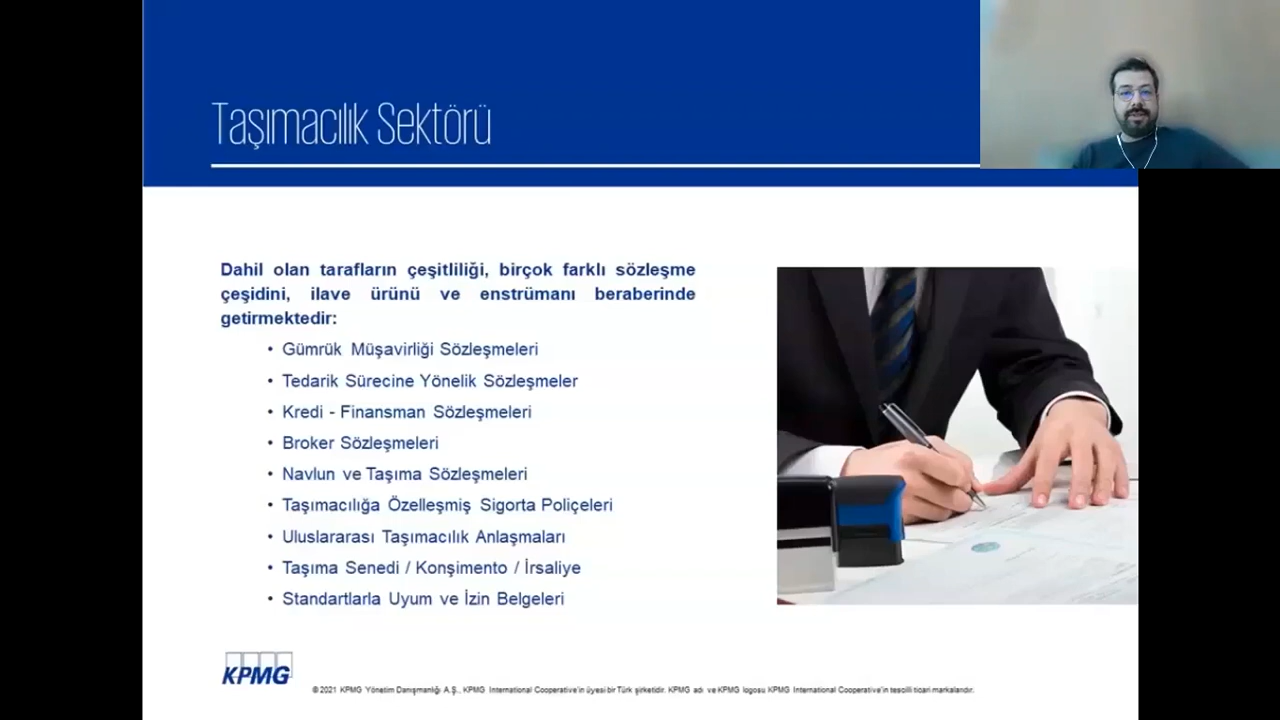 Taşımacılık Sektörü
Dahil olan tarafların çeşitliliği, birçok farklı sözleşme
çeşidini, ilave ürünü ve enstrümanı beraberinde
getirmektedir:
• Gümrük Müşavirliği Sözleşmeleri
• Tedarik Sürecine Yönelik Sözleşmeler
• Kredi - Finansman Sözleşmeleri
• Broker Sözleşmeleri
• Navlun ve Taşıma Sözleşmeleri
• Taşımacılığa Özelleşmiş Sigorta Poliçeleri
• Uluslararası Taşımacılık Anlaşmaları
• Taşıma Senedi / Konşimento / İrsaliye
• Standartlarla Uyum ve İzin Belgeleri
KPMG
© 2021 KPMG Yönetim Danışmanlığı A.Ş., KPMG International Cooperative'in üyesi bir Türk şirketidir. KPMG adı ve KPMG logosu KPMG International Cooperative'in tescilli ticari markalarıdır.